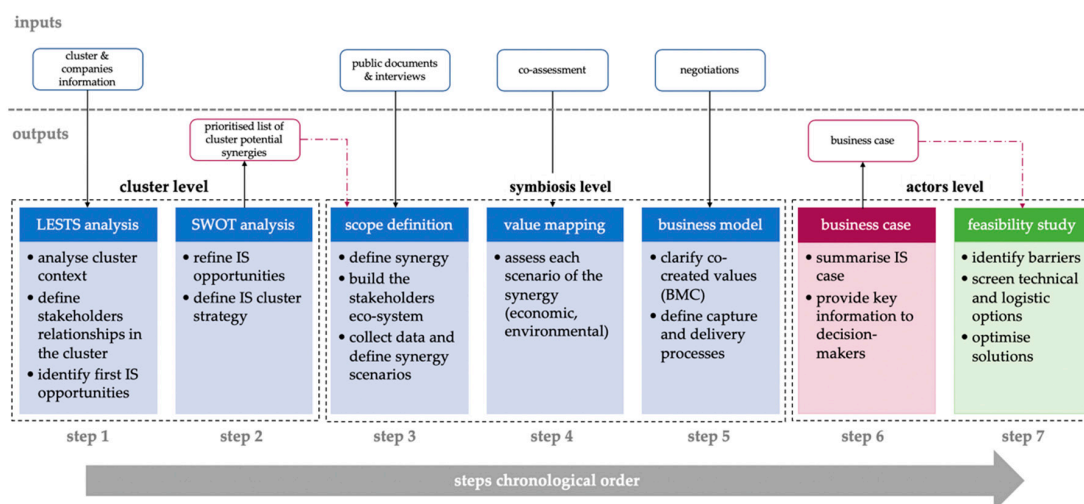 inputs
cluster &
companies
information
public documents
& interviews
co-assessment
negotiations
outputs
prioritised list of
cluster potential
synergies
business case
cluster level
symbiosis level
actors level
LESTS analysis
• analyse cluster
context
• define
stakeholders
relationships in
the cluster
• identify first IS
opportunities
SWOT analysis
• refine IS
opportunities
• define IS cluster
strategy
scope definition
• define synergy
• build the
stakeholders
eco-system
• collect data and
define synergy
scenarios
value mapping
• assess each
scenario of the
synergy
(economic,
environmental)
business model
• clarify co-
created values
(BMC)
• define capture
and delivery
processes
business case
• summarise IS
case
• provide key
information to
decision-
makers
feasibility study
• identify barriers
• screen technical
and logistic
options
• optimise
solutions
step 1
step 2
step 3
step 4
step 5
step 6
step 7
steps chronological order